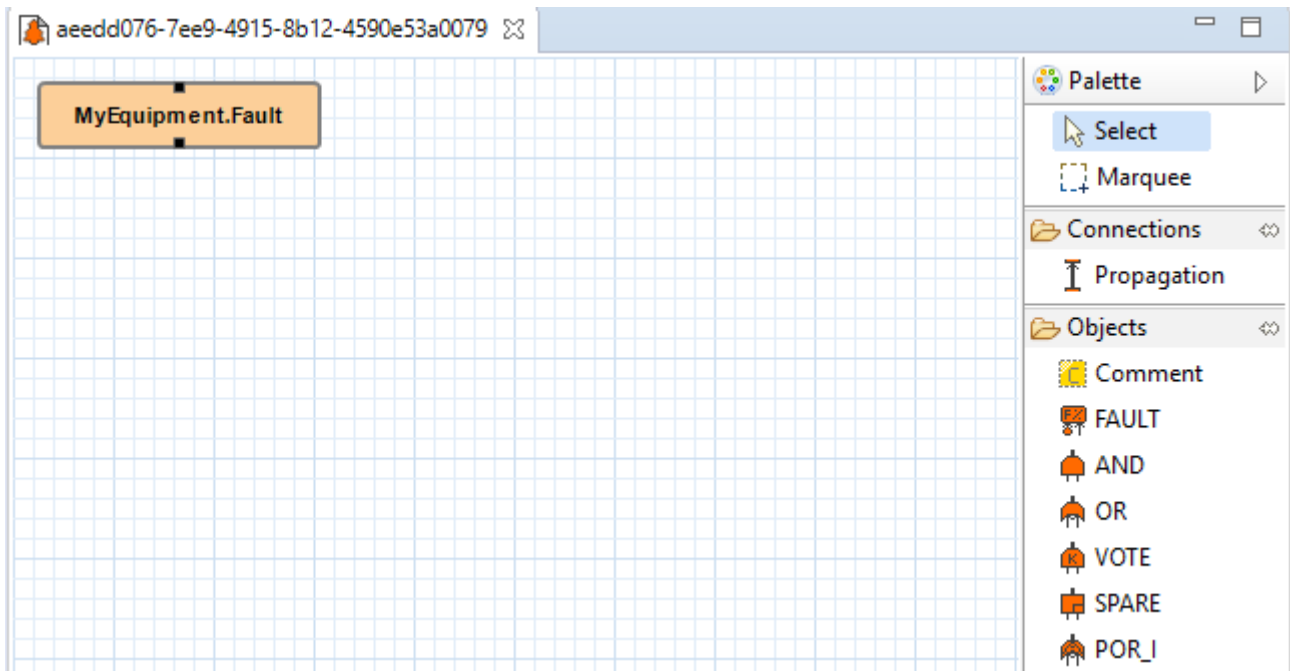 aeedd076-7ee9-4915-8b12-4590e53a0079
MyEquipment.Fault
Palette
Select
Marquee
Connections
Propagation
Objects
Comment
FAULT
AND
OR
VOTE
SPARE
POR_I